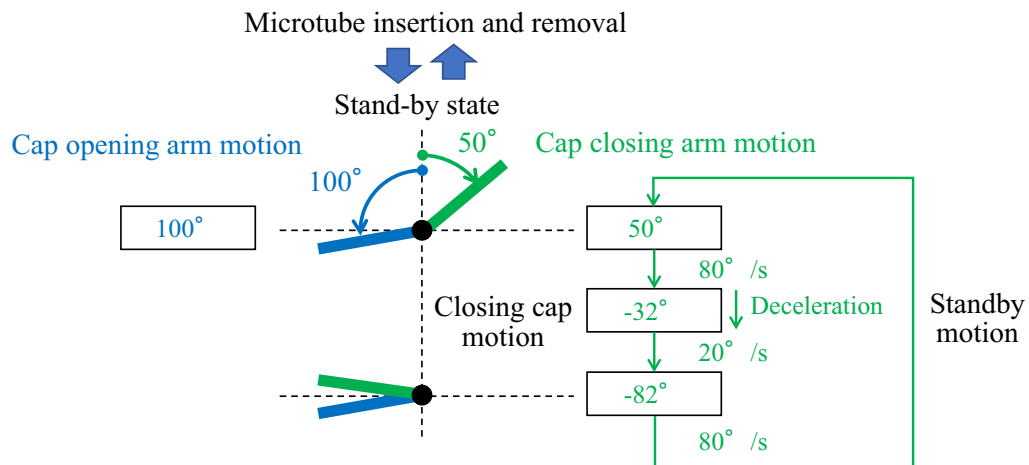 Microtube insertion and removal
Stand-by state
Cap opening arm motion
50°
Cap closing arm motion
100°
100°
50°
80° /s
Closing cap
motion
-32°
Deceleration
Standby
motion
20° /s
-82°
80° /s